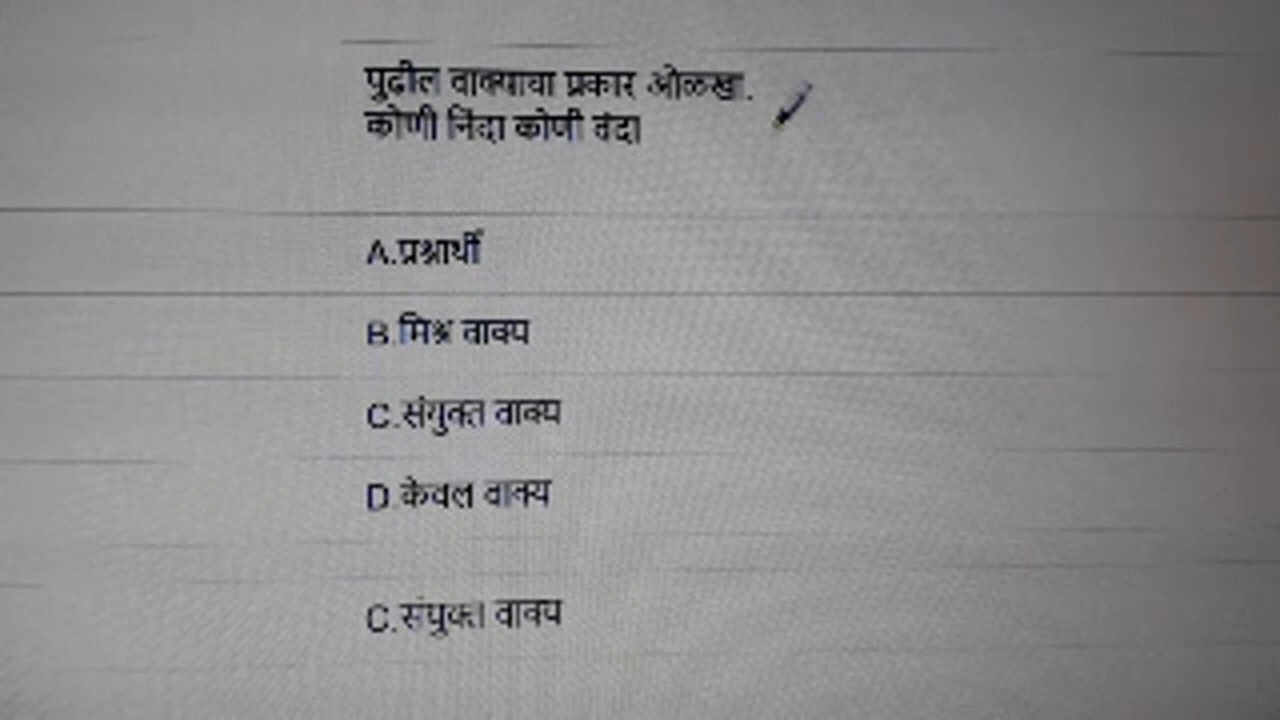 पुढील वाक्याचा प्रकार ओळखा.
कोणी निंदा कोणी वंदा
A.प्रश्नार्थी
B.मिश्र वाक्य
C.संयुक्त वाक्य
D.केवल वाक्य
C.संयुक्त वाक्य